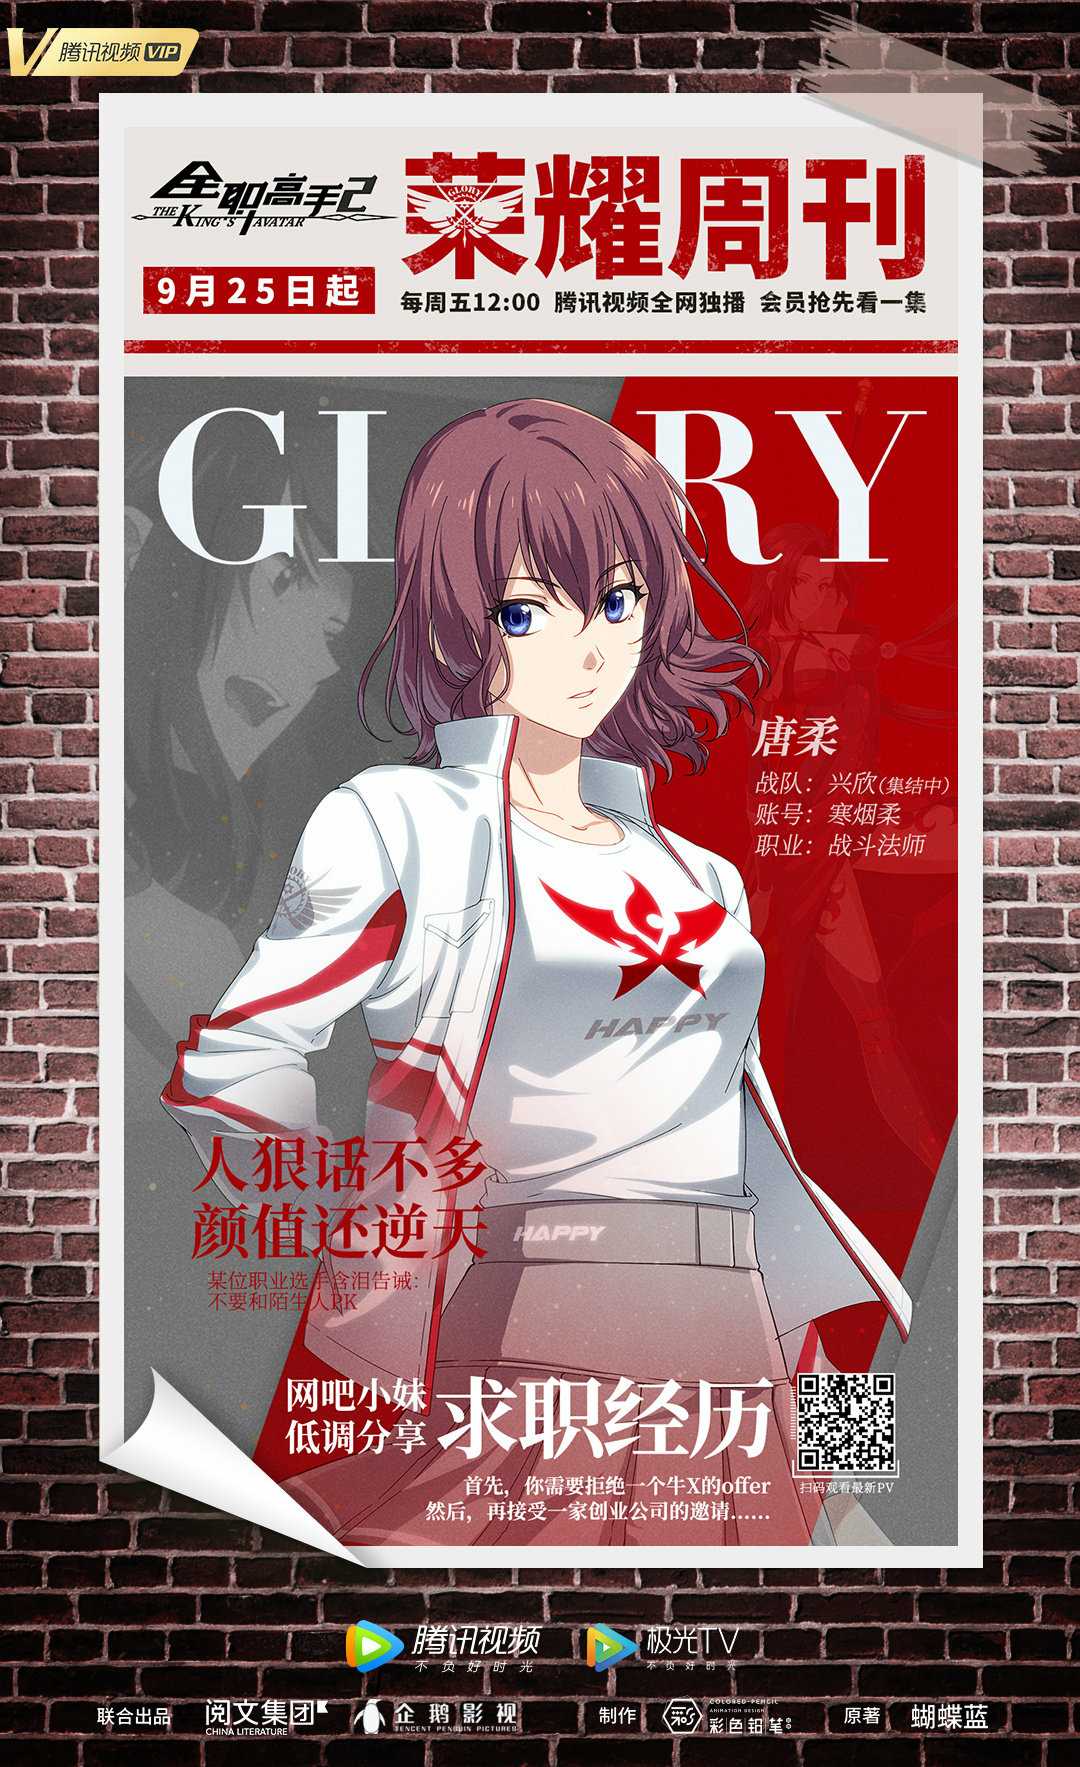 腾讯视频 VIP
全职高手2
THE KING'S AVATAR
荣耀周刊
GLORY
9月25日起
每周五12:00 腾讯视频全网独播 会员抢先看一集
GLORY
唐柔
战队：兴欣(集结中)
账号：寒烟柔
职业：战斗法师
HAPPY
人狠话不多
颜值还逆天
HAPPY
某位职业选手含泪告诫:
不要和陌生人PK
网吧小妹
低调分享
求职经历
首先，你需要拒绝一个牛X的offer
然后，再接受一家创业公司的邀请……
扫码观看最新PV
腾讯视频
不负好时光
极光TV
不负好时光
联合出品
阅文集团
CHINA LITERATURE
企鹅影视
TENCENT PENGUIN PICTURES
制作
彩
COLORED-PENCIL
ANIMATION DESIGN
彩色铅笔
原著
蝴蝶蓝